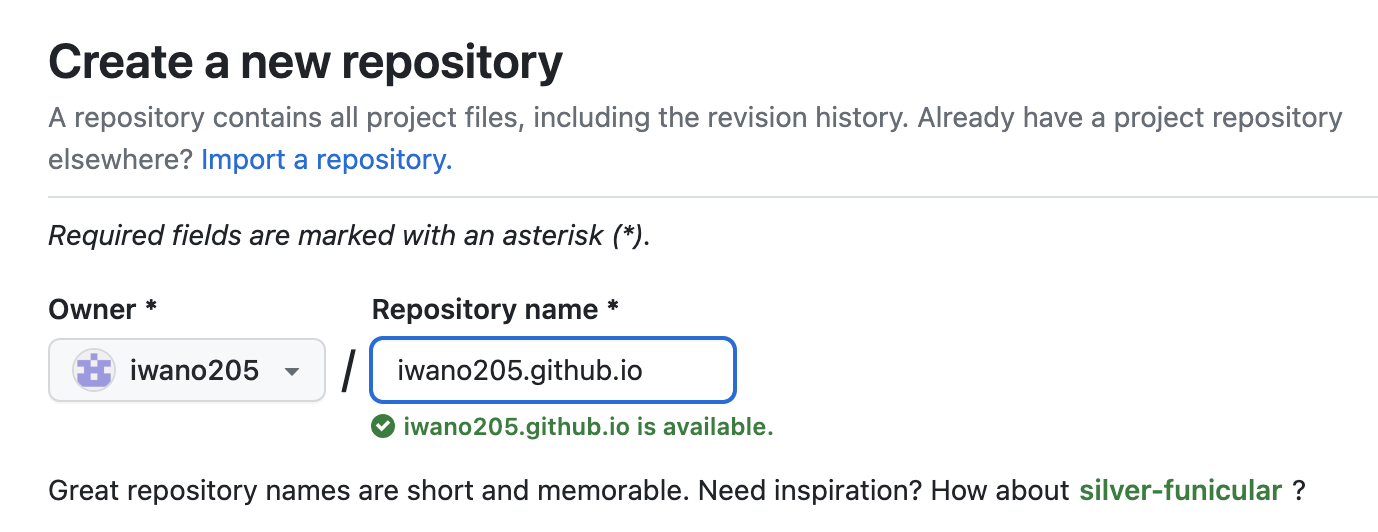 Create a new repository
A repository contains all project files, including the revision history. Already have a project repository
elsewhere? Import a repository.
Required fields are marked with an asterisk (*).
Owner * Repository name *
iwano205 / iwano205.github.io
iwano205.github.io is available.
Great repository names are short and memorable. Need inspiration? How about silver-funicular ?